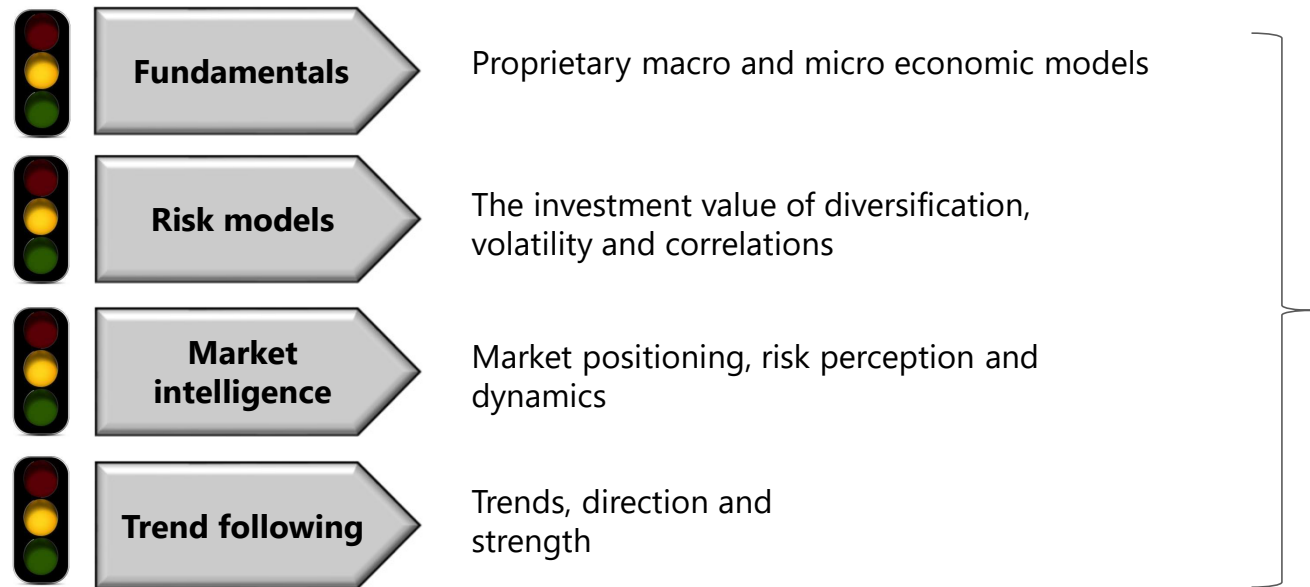 Fundamentals
Proprietary macro and micro economic models
Risk models
The investment value of diversification,
volatility and correlations
Market
intelligence
Market positioning, risk perception and
dynamics
Trend following
Trends, direction and
strength